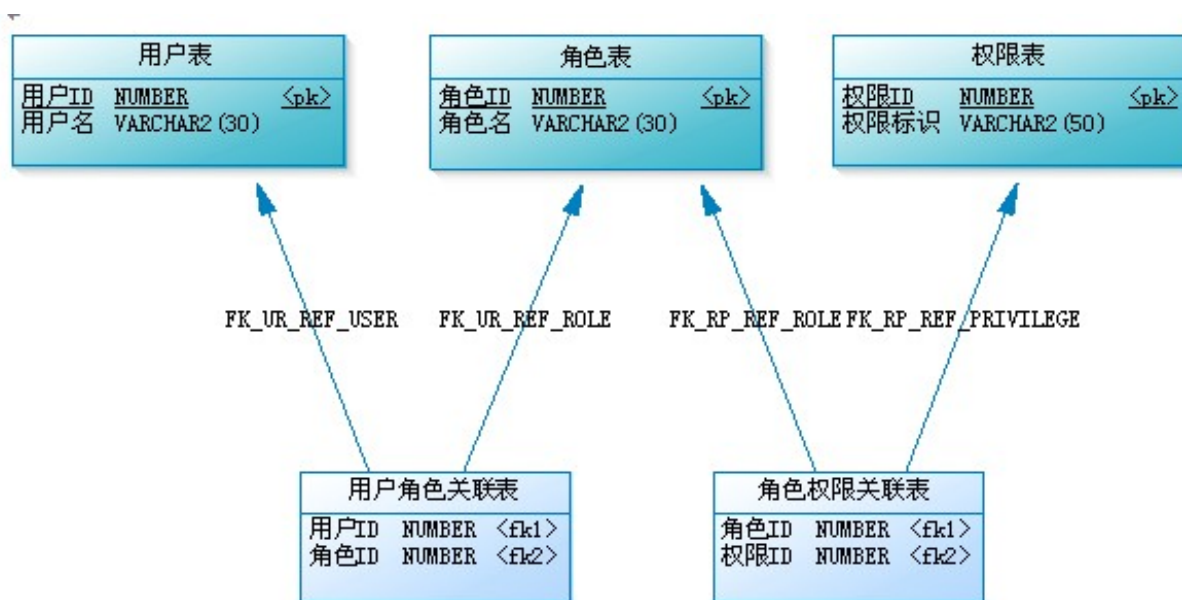 用户表
用户ID NUMBER <pk>
用户名 VARCHAR2(30)
角色表
角色ID NUMBER <pk>
角色名 VARCHAR2(30)
权限表
权限ID NUMBER <pk>
权限标识 VARCHAR2(50)
FK_UR_REF_USER
FK_UR_REF_ROLE
FK_RP_REF_ROLE
FK_RP_REF_PRIVILEGE
用户角色关联表
用户ID NUMBER <fk1>
角色ID NUMBER <fk2>
角色权限关联表
角色ID NUMBER <fk1>
权限ID NUMBER <fk2>